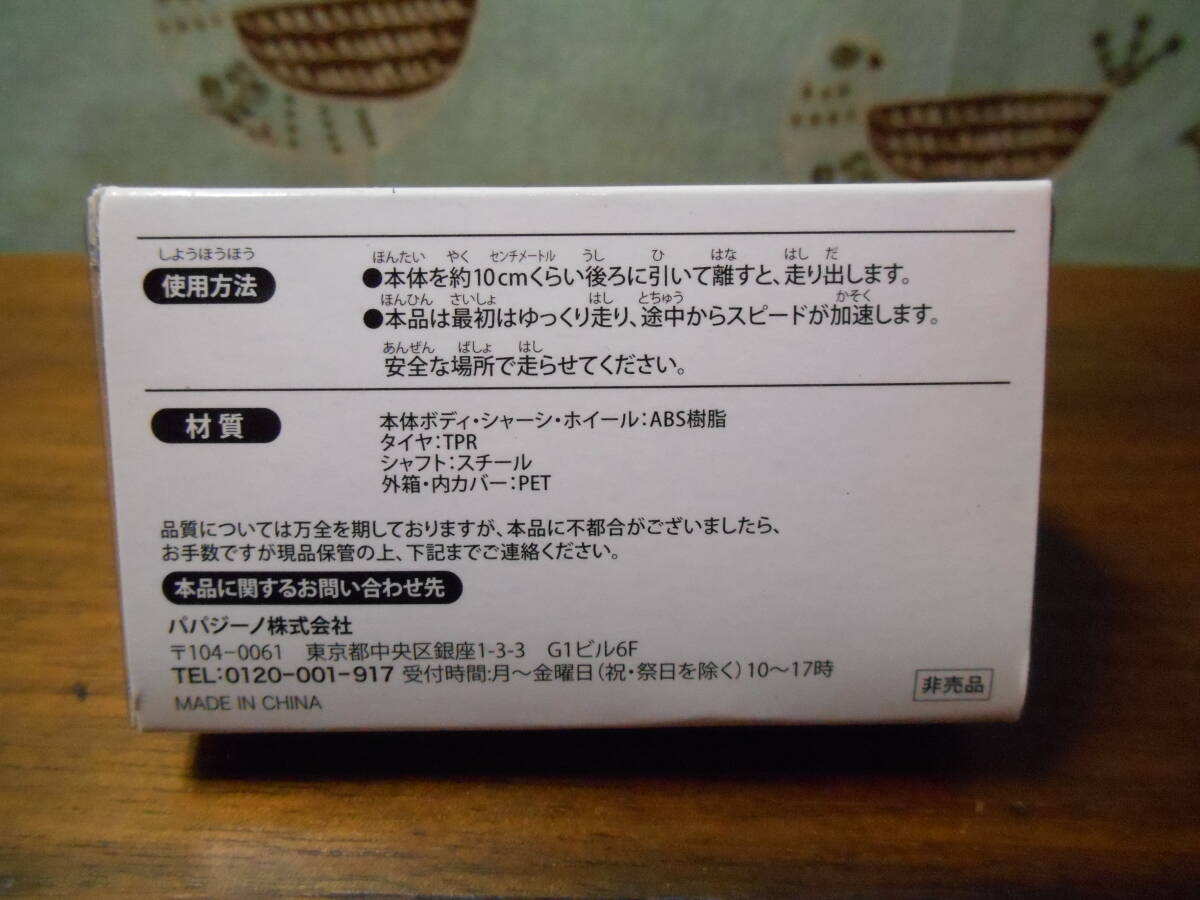 しようほうほう
使用方法
ほんたい やく センチメートル うし ひ はな はし だ
●本体を約10cmくらい後ろに引いて離すと、走り出します。
ほんひん さいしょ はし とちゅう かそく
●本品は最初はゆっくり走り、途中からスピードが加速します。
あんぜん ばしょ はし
安全な場所で走らせてください。
材質
本体ボディ・シャーシ・ホイール:ABS樹脂
タイヤ:TPR
シャフト:スチール
外箱・内カバー:PET
品質については万全を期しておりますが、本品に不都合がございましたら、
お手数ですが現品保管の上、下記までご連絡ください。
本品に関するお問い合わせ先
パパジーノ株式会社
〒104-0061 東京都中央区銀座1-3-3 G1ビル6F
TEL:0120-001-917 受付時間:月〜金曜日(祝・祭日を除く)10〜17時
MADE IN CHINA
非売品